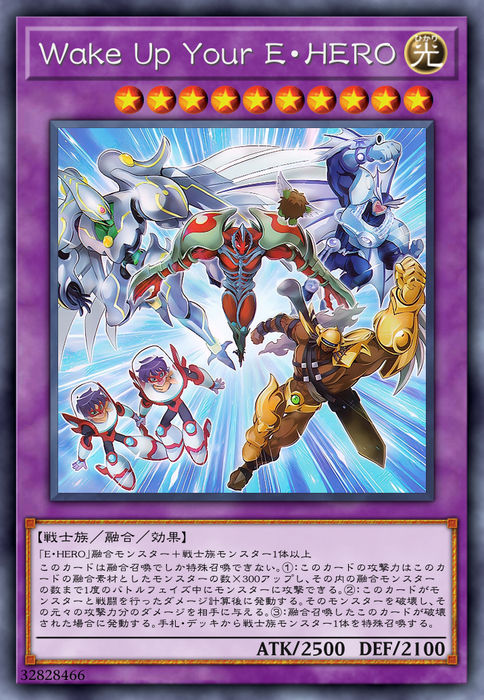 Wake Up Your E・HERO
ひかり
光
【戦士族／融合／効果】
「E・HERO」融合モンスター＋戦士族モンスター1体以上
このカードは融合召喚でしか特殊召喚できない。①：このカードの攻撃力はこのカ
ードの融合素材としたモンスターの数×300アップし、その内の融合モンスター
の数まで1度のバトルフェイズ中にモンスターに攻撃できる。②：このカードがモ
ンスターと戦闘を行ったダメージ計算後に発動する。そのモンスターを破壊し、そ
の元々の攻撃力分のダメージを相手に与える。③：融合召喚したこのカードが破壊
された場合に発動する。手札・デッキから戦士族モンスター1体を特殊召喚する。
ATK/2500 DEF/2100
32828466